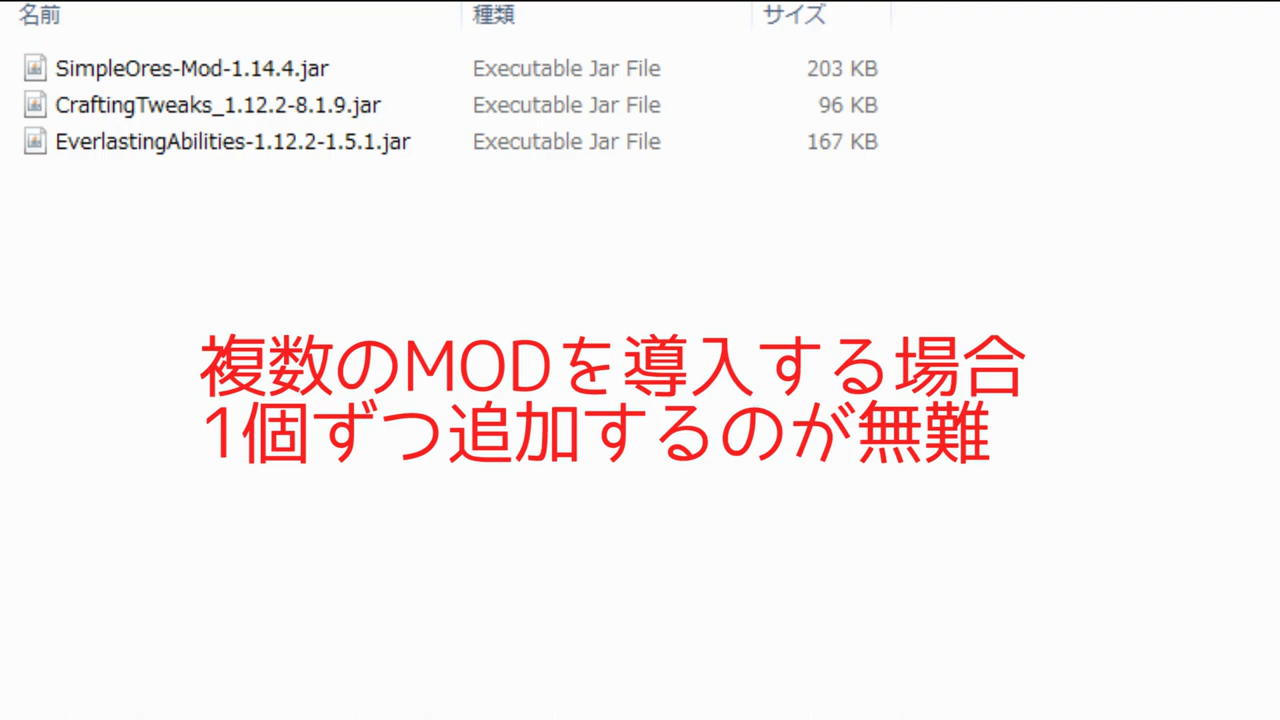 名前 種類 サイズ
SimpleOres-Mod-1.14.4.jar Executable Jar File 203 KB
CraftingTweaks_1.12.2-8.1.9.jar Executable Jar File 96 KB
EverlastingAbilities-1.12.2-1.5.1.jar Executable Jar File 167 KB
複数のMODを導入する場合
1個ずつ追加するのが無難